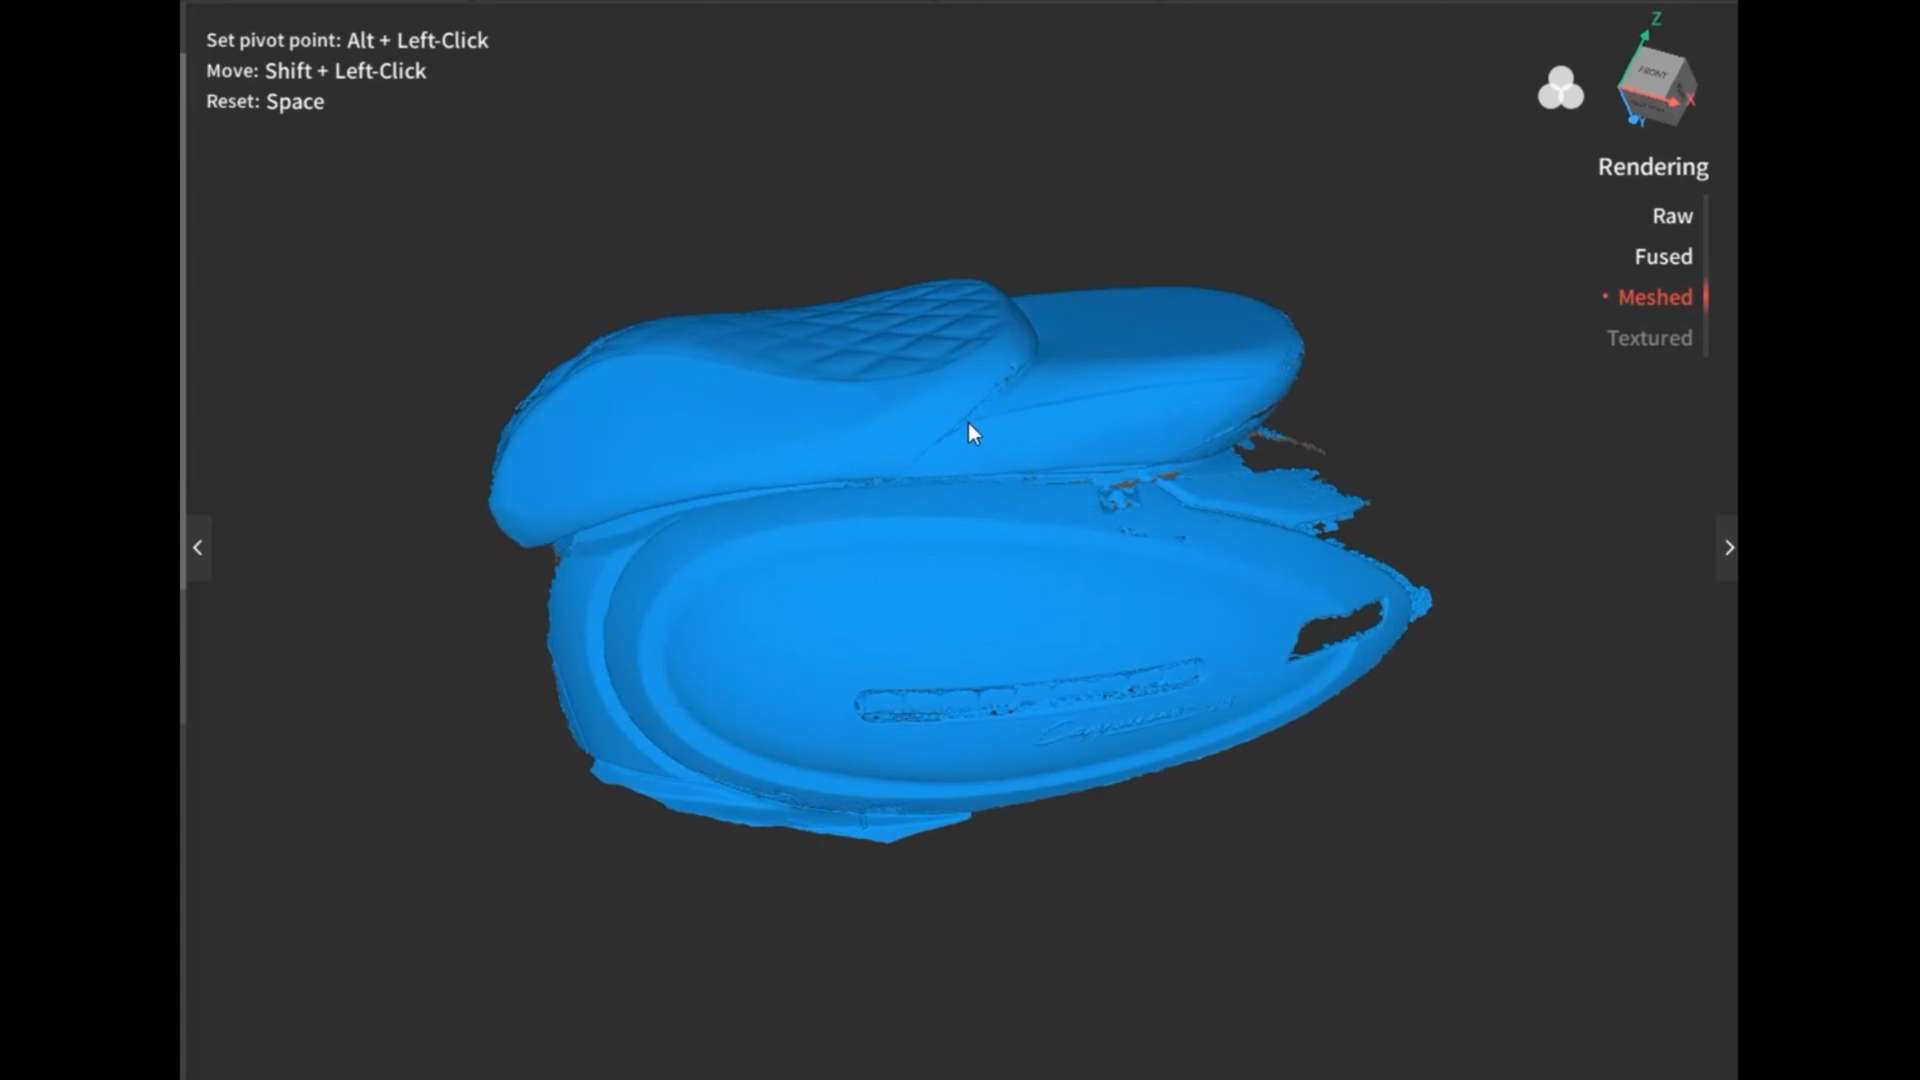 Set pivot point: Alt + Left-Click
Move: Shift + Left-Click
Reset: Space
Z
FRONT
X
Y
Rendering
Raw
Fused
• Meshed
Textured